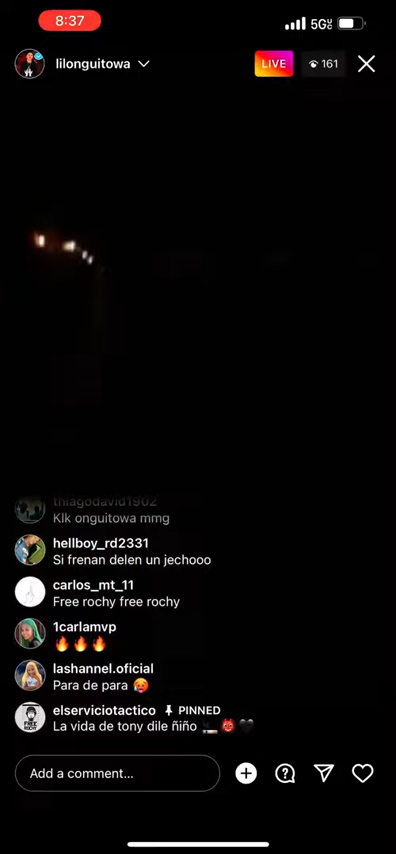 8:37
5G
lilonguitowa
LIVE
161
thiagodavid1902
Klk onguitowa mmg
hellboy_rd2331
Si frenan delen un jechooo
carlos_mt_11
Free rochy free rochy
1carlamvp
🔥🔥🔥
lashannel.oficial
Para de para 🥵
elserviciotactico PINNED
La vida de tony dile ñiño 🚬👹🖤
Add a comment...